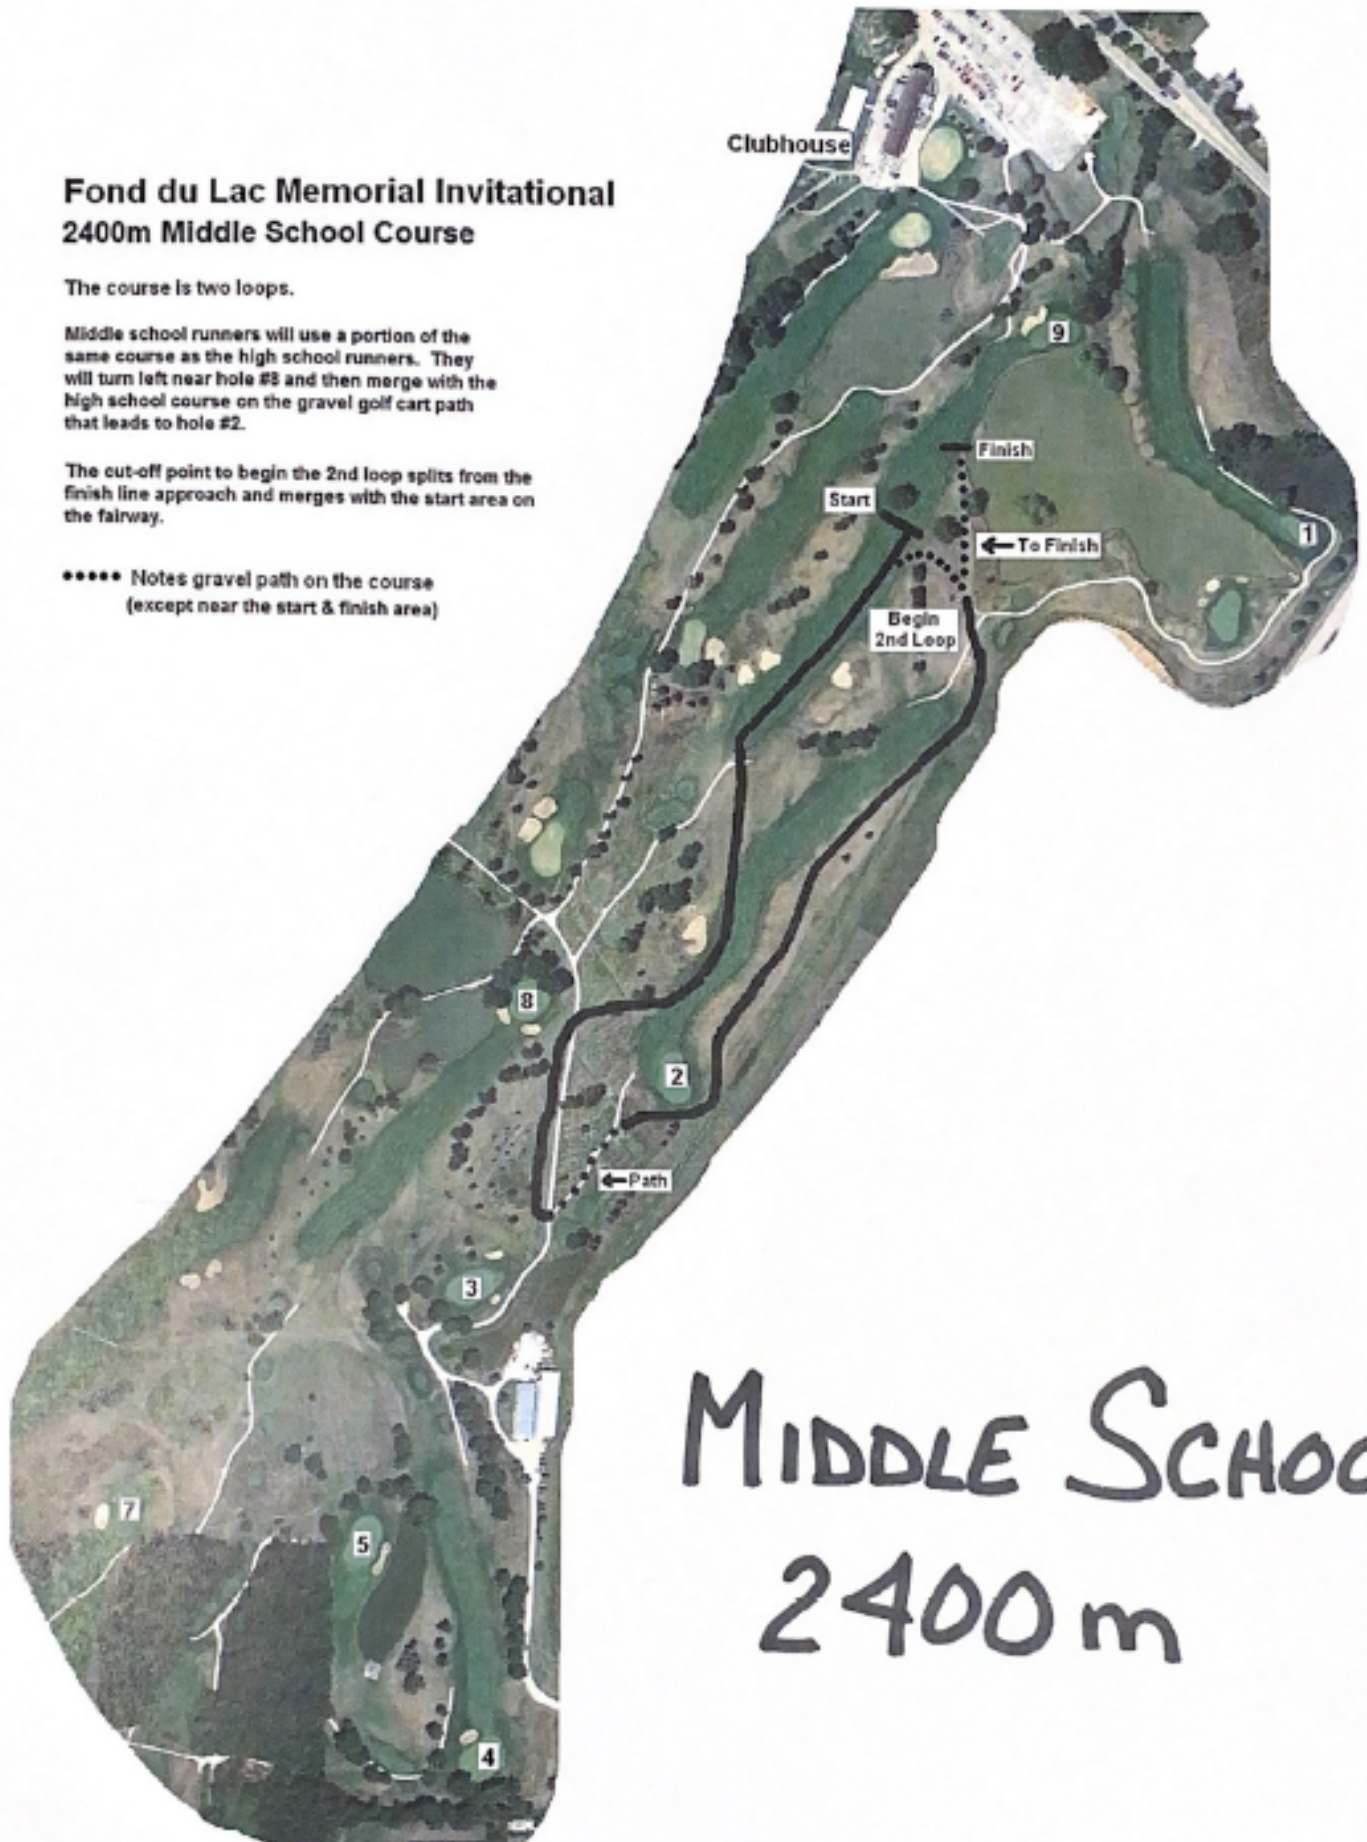 Clubhouse
Fond du Lac Memorial Invitational
2400m Middle School Course
The course is two loops.
Middle school runners will use a portion of the
same course as the high school runners. They
will turn left near hole #8 and then merge with the
high school course on the gravel golf cart path
that leads to hole #2.
The cut-off point to begin the 2nd loop splits from the
finish line approach and merges with the start area on
the fairway.
••••• Notes gravel path on the course
(except near the start & finish area)
9
Finish
Start
1
←To Finish
Begin
2nd Loop
8
2
←Path
3
7
5
4
MIDDLE SCHOO
2400 m